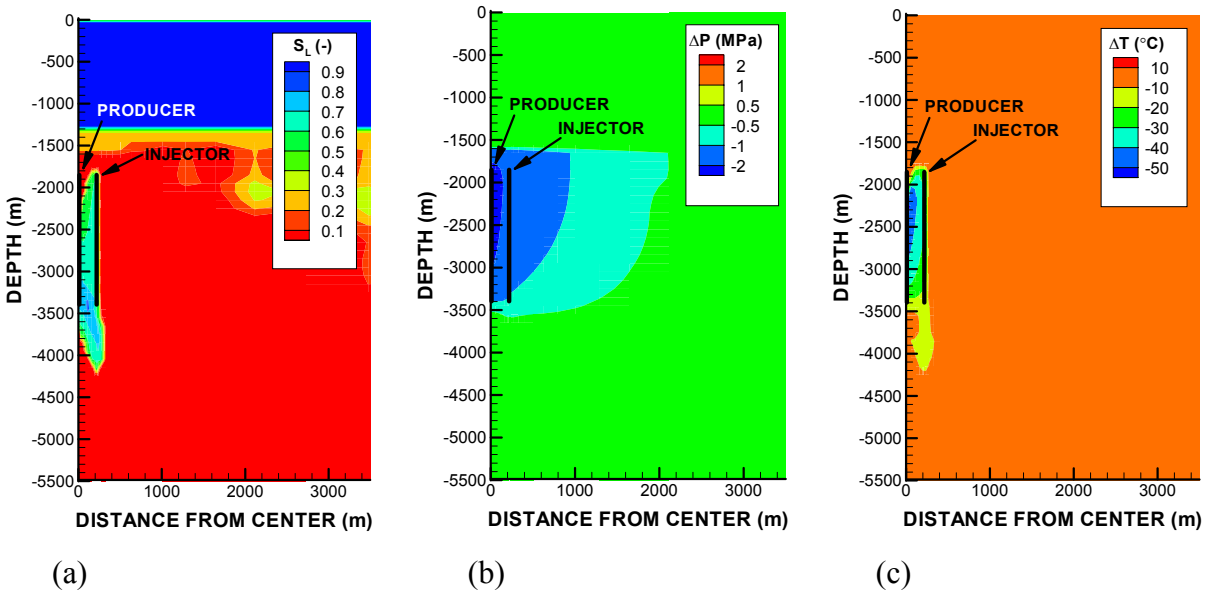 0
-500
-1000
-1500
-2000
-2500
-3000
-3500
-4000
-4500
-5000
-5500
DEPTH (m)
0 1000 2000 3000
DISTANCE FROM CENTER (m)
S_L (-)
0.9
0.8
0.7
0.6
0.5
0.4
0.3
0.2
0.1
PRODUCER
INJECTOR
(a)
0
-500
-1000
-1500
-2000
-2500
-3000
-3500
-4000
-4500
-5000
-5500
DEPTH (m)
0 1000 2000 3000
DISTANCE FROM CENTER (m)
ΔP (MPa)
2
1
0.5
-0.5
-1
-2
PRODUCER
INJECTOR
(b)
0
-500
-1000
-1500
-2000
-2500
-3000
-3500
-4000
-4500
-5000
-5500
DEPTH (m)
0 1000 2000 3000
DISTANCE FROM CENTER (m)
ΔT (°C)
10
-10
-20
-30
-40
-50
PRODUCER
INJECTOR
(c)